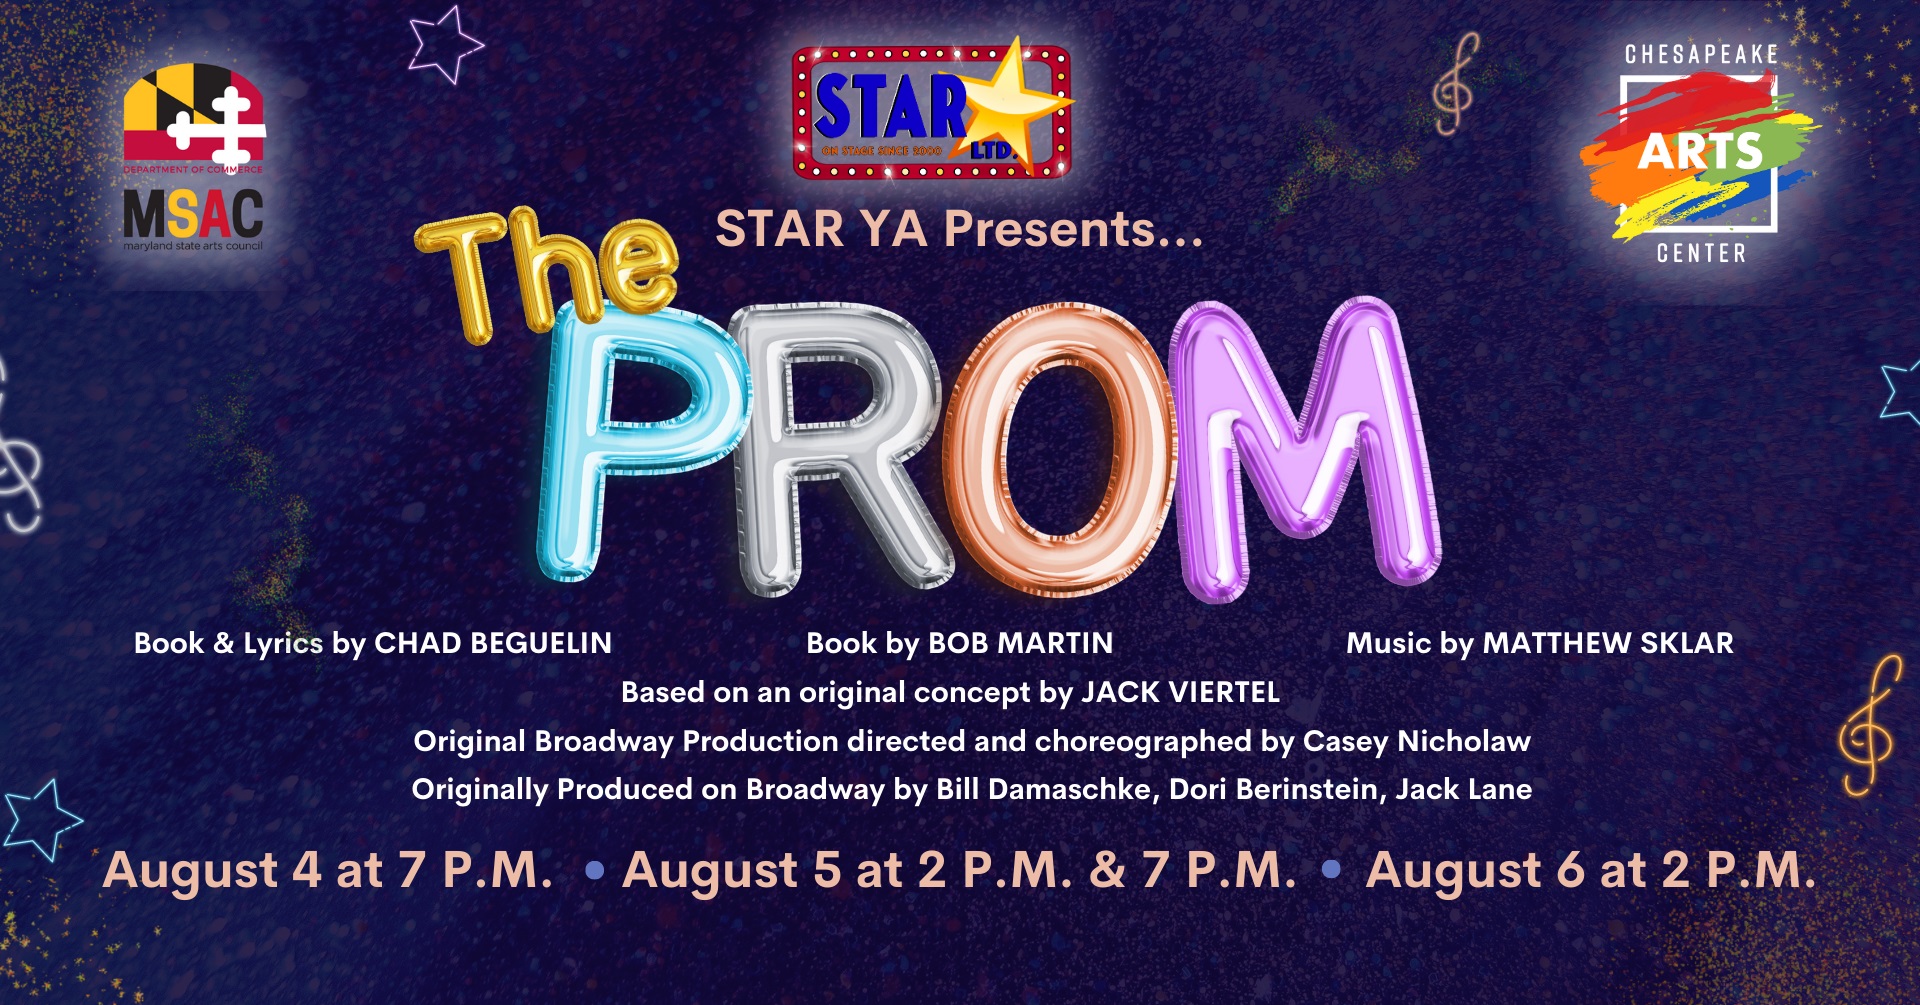 DEPARTMENT OF COMMERCE
MSAC
maryland state arts council
STAR
ON STAGE SINCE 2000
LTD.
CHESAPEAKE
ARTS
CENTER
STAR YA Presents...
The
PROM
Book & Lyrics by CHAD BEGUELIN
Book by BOB MARTIN
Music by MATTHEW SKLAR
Based on an original concept by JACK VIERTEL
Original Broadway Production directed and choreographed by Casey Nicholaw
Originally Produced on Broadway by Bill Damaschke, Dori Berinstein, Jack Lane
August 4 at 7 P.M. • August 5 at 2 P.M. & 7 P.M. • August 6 at 2 P.M.